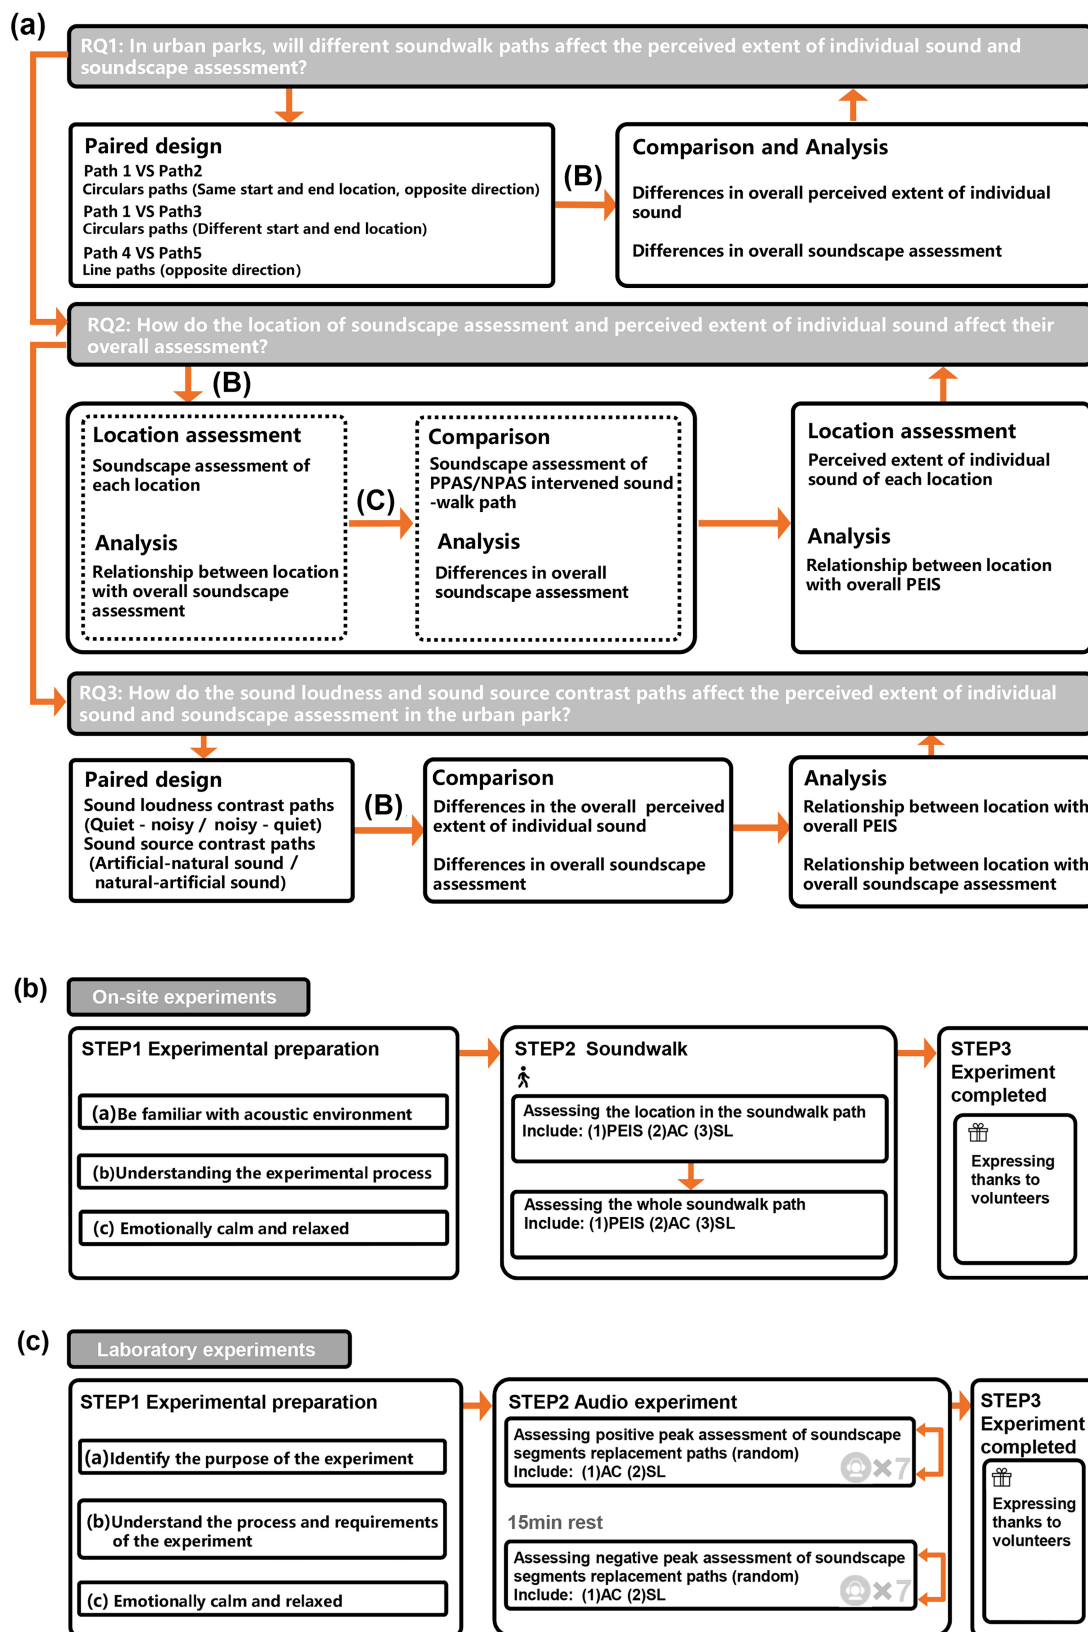 (a)
RQ1: In urban parks, will different soundwalk paths affect the perceived extent of individual sound and
soundscape assessment?
Paired design
Path 1 VS Path2
Circulars paths (Same start and end location, opposite direction)
Path 1 VS Path3
Circulars paths (Different start and end location)
Path 4 VS Path5
Line paths (opposite direction)
(B)
Comparison and Analysis
Differences in overall perceived extent of individual
sound
Differences in overall soundscape assessment
RQ2: How do the location of soundscape assessment and perceived extent of individual sound affect their
overall assessment?
(B)
Location assessment
Soundscape assessment of
each location
Analysis
Relationship between location
with overall soundscape
assessment
(C)
Comparison
Soundscape assessment of
PPAS/NPAS intervened sound
-walk path
Analysis
Differences in overall
soundscape assessment
Location assessment
Perceived extent of individual
sound of each location
Analysis
Relationship between location
with overall PEIS
RQ3: How do the sound loudness and sound source contrast paths affect the perceived extent of individual
sound and soundscape assessment in the urban park?
Paired design
Sound loudness contrast paths
(Quiet - noisy / noisy - quiet)
Sound source contrast paths
(Artificial-natural sound /
natural-artificial sound)
(B)
Comparison
Differences in the overall perceived
extent of individual sound
Differences in overall soundscape
assessment
Analysis
Relationship between location with
overall PEIS
Relationship between location with
overall soundscape assessment
(b)
On-site experiments
STEP1 Experimental preparation
(a)Be familiar with acoustic environment
(b)Understanding the experimental process
(c) Emotionally calm and relaxed
STEP2 Soundwalk
Assessing the location in the soundwalk path
Include: (1)PEIS (2)AC (3)SL
Assessing the whole soundwalk path
Include: (1)PEIS (2)AC (3)SL
STEP3
Experiment
completed
Expressing
thanks to
volunteers
(c)
Laboratory experiments
STEP1 Experimental preparation
(a)Identify the purpose of the experiment
(b)Understand the process and requirements
of the experiment
(c) Emotionally calm and relaxed
STEP2 Audio experiment
Assessing positive peak assessment of soundscape
segments replacement paths (random)
Include: (1)AC (2)SL
×7
15min rest
Assessing negative peak assessment of soundscape
segments replacement paths (random)
Include: (1)AC (2)SL
×7
STEP3
Experiment
completed
Expressing
thanks to
volunteers